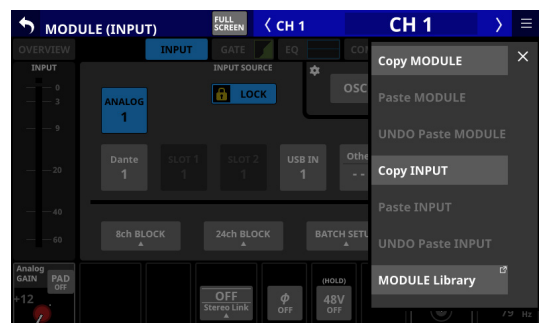 MODULE (INPUT)
FULL
SCREEN
CH 1
CH 1
OVERVIEW
INPUT
GATE
EQ
INPUT
0
3
9
20
40
60
INPUT SOURCE
ANALOG
1
LOCK
OSC
Dante
1
SLOT 1
1
SLOT 2
1
USB IN
1
Othe
--
8ch BLOCK
24ch BLOCK
BATCH SETU
Analog
GAIN
PAD
OFF
+12
OFF
Stereo Link
ϕ
OFF
(HOLD)
48V
OFF
79 Hz
Copy MODULE
Paste MODULE
UNDO Paste MODULE
Copy INPUT
Paste INPUT
UNDO Paste INPUT
MODULE Library